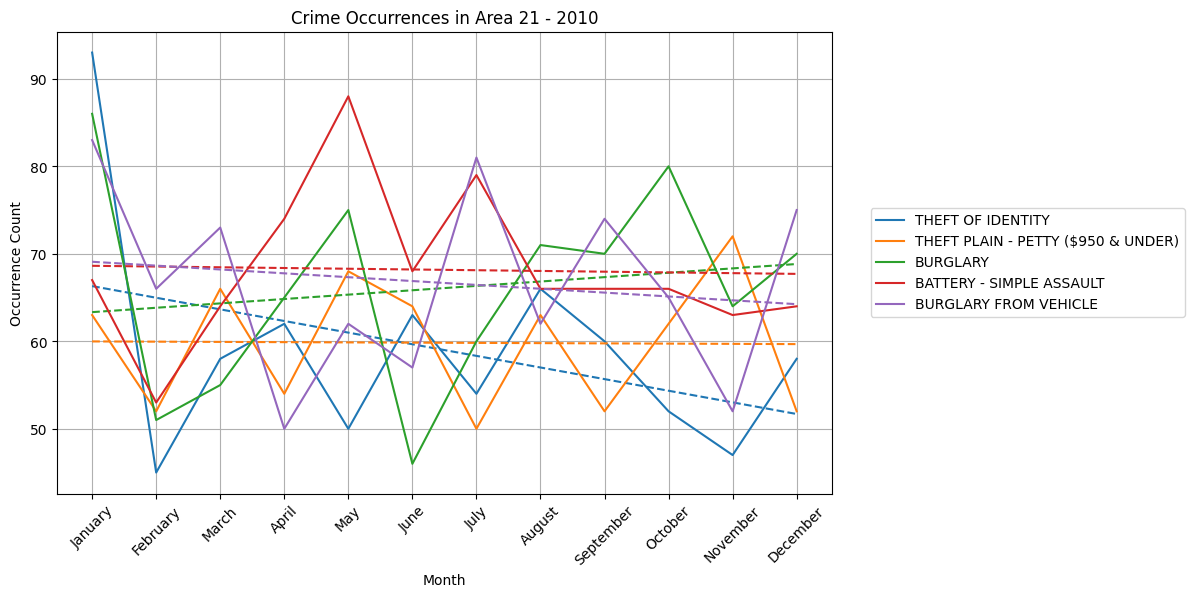 Crime Occurrences in Area 21 - 2010
Occurrence Count
90
80
70
60
50
January
February
March
April
May
June
July
August
September
October
November
December
Month
THEFT OF IDENTITY
THEFT PLAIN - PETTY ($950 & UNDER)
BURGLARY
BATTERY - SIMPLE ASSAULT
BURGLARY FROM VEHICLE